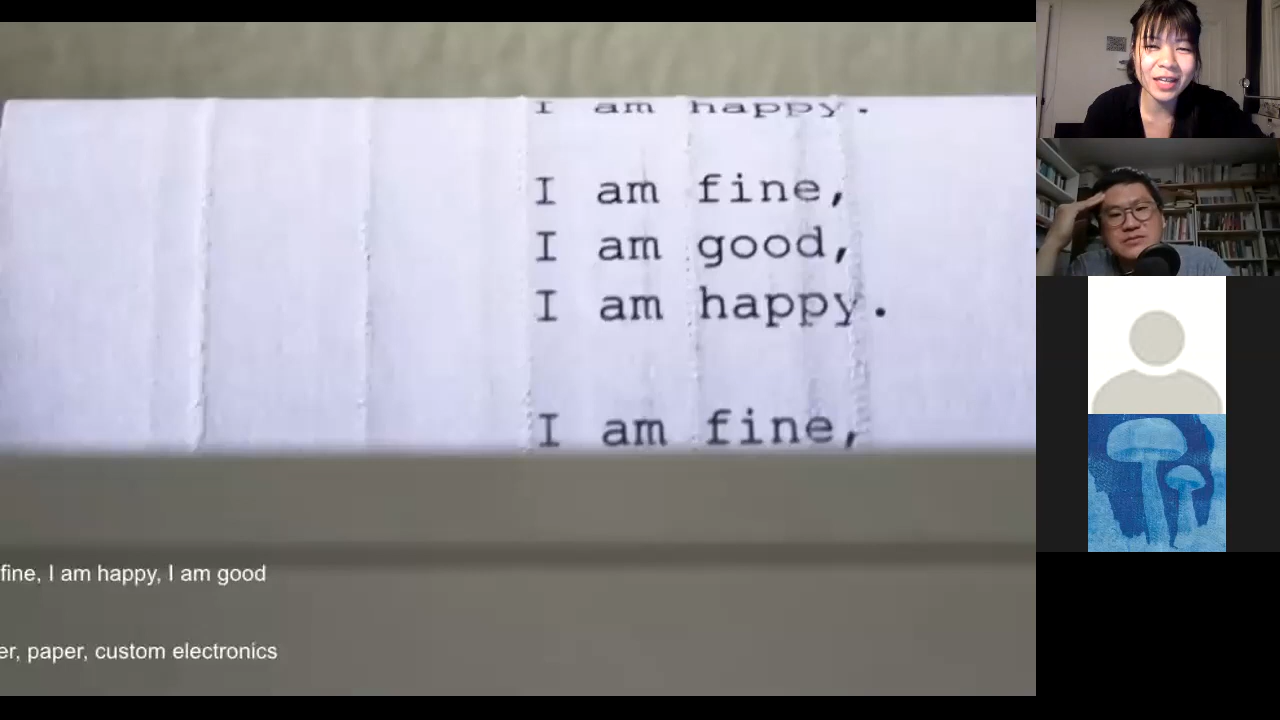 I am happy.
I am fine,
I am good,
I am happy.
I am fine,
fine, I am happy, I am good
er, paper, custom electronics